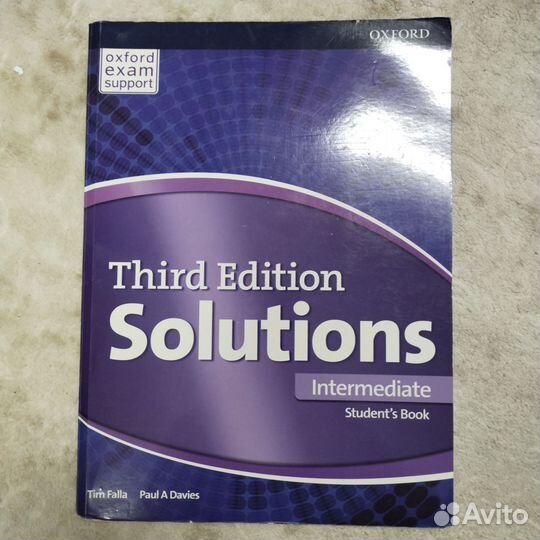 OXFORD
oxford
exam
support
Third Edition
Solutions
Intermediate
Student's Book
Tim Falla Paul A Davies
Avito